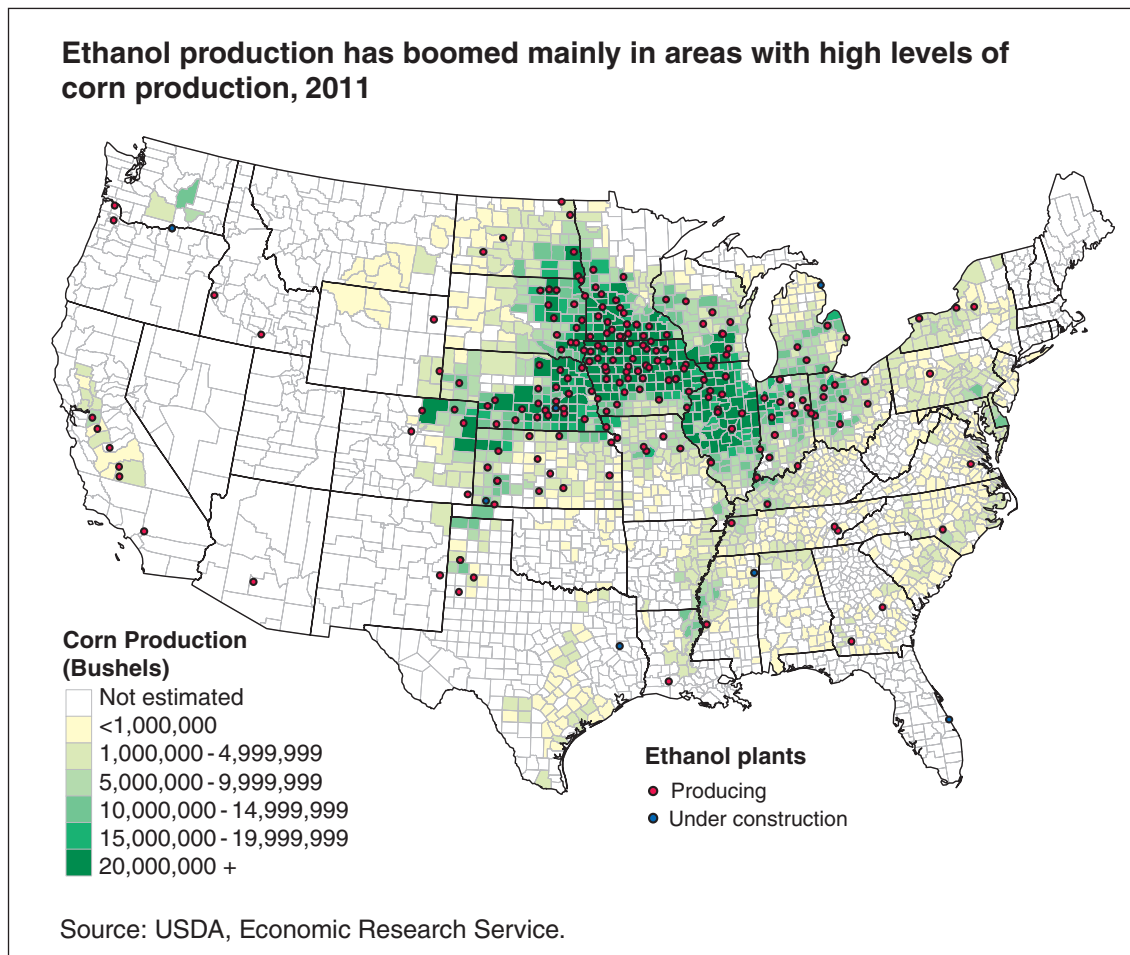 Ethanol production has boomed mainly in areas with high levels of
corn production, 2011
Corn Production
(Bushels)
Not estimated
<1,000,000
1,000,000 - 4,999,999
5,000,000 - 9,999,999
10,000,000 - 14,999,999
15,000,000 - 19,999,999
20,000,000 +
Ethanol plants
Producing
Under construction
Source: USDA, Economic Research Service.